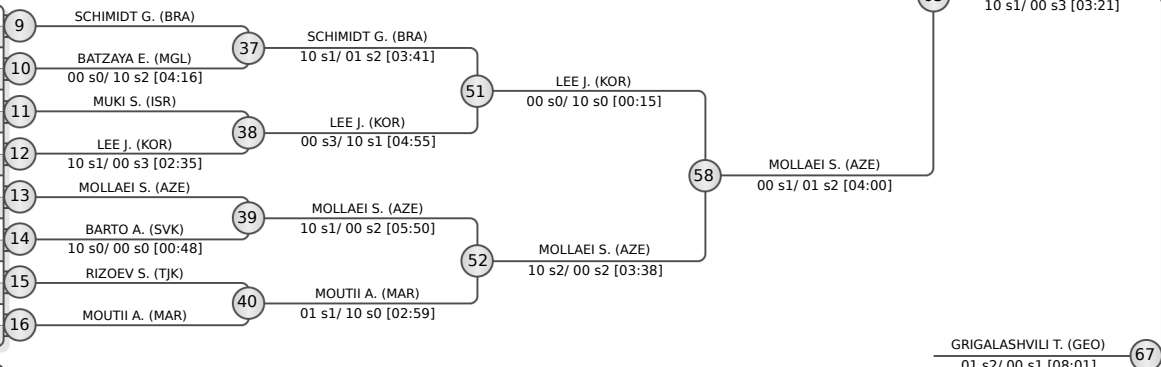 10 s1/ 00 s3 [03:21]
9
SCHIMIDT G. (BRA)
37
SCHIMIDT G. (BRA)
10 s1/ 01 s2 [03:41]
10
BATZAYA E. (MGL)
00 s0/ 10 s2 [04:16]
51
LEE J. (KOR)
00 s0/ 10 s0 [00:15]
11
MUKI S. (ISR)
38
LEE J. (KOR)
00 s3/ 10 s1 [04:55]
12
LEE J. (KOR)
10 s1/ 00 s3 [02:35]
58
MOLLAEI S. (AZE)
00 s1/ 01 s2 [04:00]
13
MOLLAEI S. (AZE)
39
MOLLAEI S. (AZE)
10 s1/ 00 s2 [05:50]
14
BARTO A. (SVK)
10 s0/ 00 s0 [00:48]
52
MOLLAEI S. (AZE)
10 s2/ 00 s2 [03:38]
15
RIZOEV S. (TJK)
40
MOUTII A. (MAR)
01 s1/ 10 s0 [02:59]
16
MOUTII A. (MAR)
GRIGALASHVILI T. (GEO)
67
01 s2/ 00 s1 [08:01]